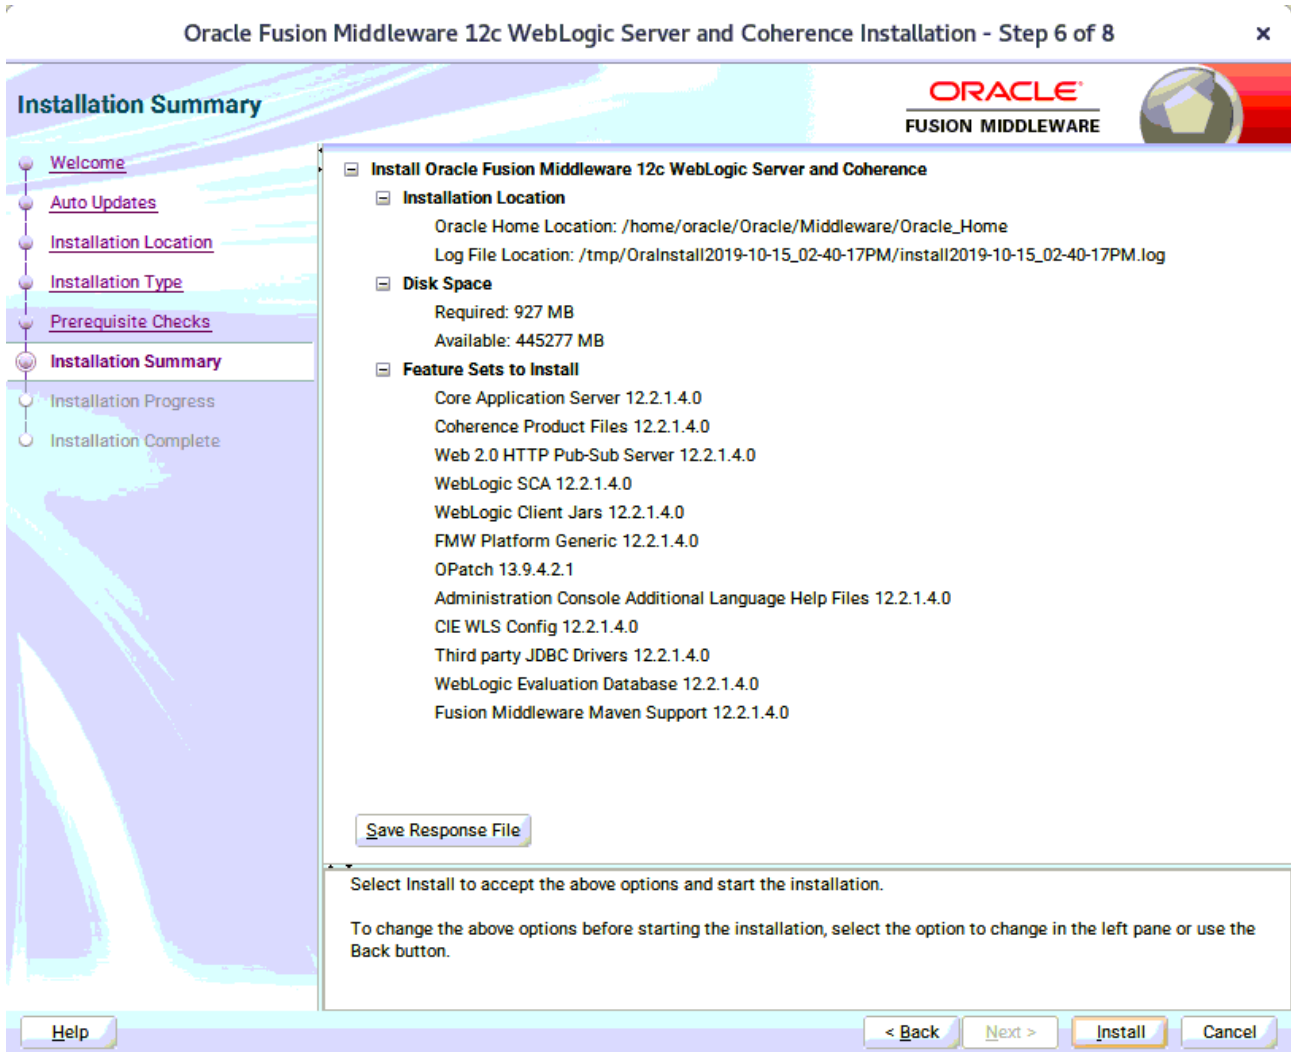 Oracle Fusion Middleware 12c WebLogic Server and Coherence Installation - Step 6 of 8
Installation Summary
ORACLE
FUSION MIDDLEWARE
Welcome
Auto Updates
Installation Location
Installation Type
Prerequisite Checks
Installation Summary
Installation Progress
Installation Complete
Install Oracle Fusion Middleware 12c WebLogic Server and Coherence
Installation Location
Oracle Home Location: /home/oracle/Oracle/Middleware/Oracle_Home
Log File Location: /tmp/OraInstall2019-10-15_02-40-17PM/install2019-10-15_02-40-17PM.log
Disk Space
Required: 927 MB
Available: 445277 MB
Feature Sets to Install
Core Application Server 12.2.1.4.0
Coherence Product Files 12.2.1.4.0
Web 2.0 HTTP Pub-Sub Server 12.2.1.4.0
WebLogic SCA 12.2.1.4.0
WebLogic Client Jars 12.2.1.4.0
FMW Platform Generic 12.2.1.4.0
OPatch 13.9.4.2.1
Administration Console Additional Language Help Files 12.2.1.4.0
CIE WLS Config 12.2.1.4.0
Third party JDBC Drivers 12.2.1.4.0
WebLogic Evaluation Database 12.2.1.4.0
Fusion Middleware Maven Support 12.2.1.4.0
Save Response File
Select Install to accept the above options and start the installation.
To change the above options before starting the installation, select the option to change in the left pane or use the
Back button.
Help
< Back
Next >
Install
Cancel